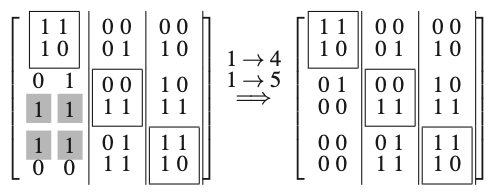 1 1 0 0 0 0
1 0 0 1 1 0
0 1 0 0 1 0
1 1 1 1 1 1
1 1 0 1 1 1
0 0 1 1 1 0
1 → 4
1 → 5
⟹
1 1 0 0 0 0
1 0 0 1 1 0
0 1 0 0 1 0
0 0 1 1 1 1
0 0 0 1 1 1
0 0 1 1 1 0